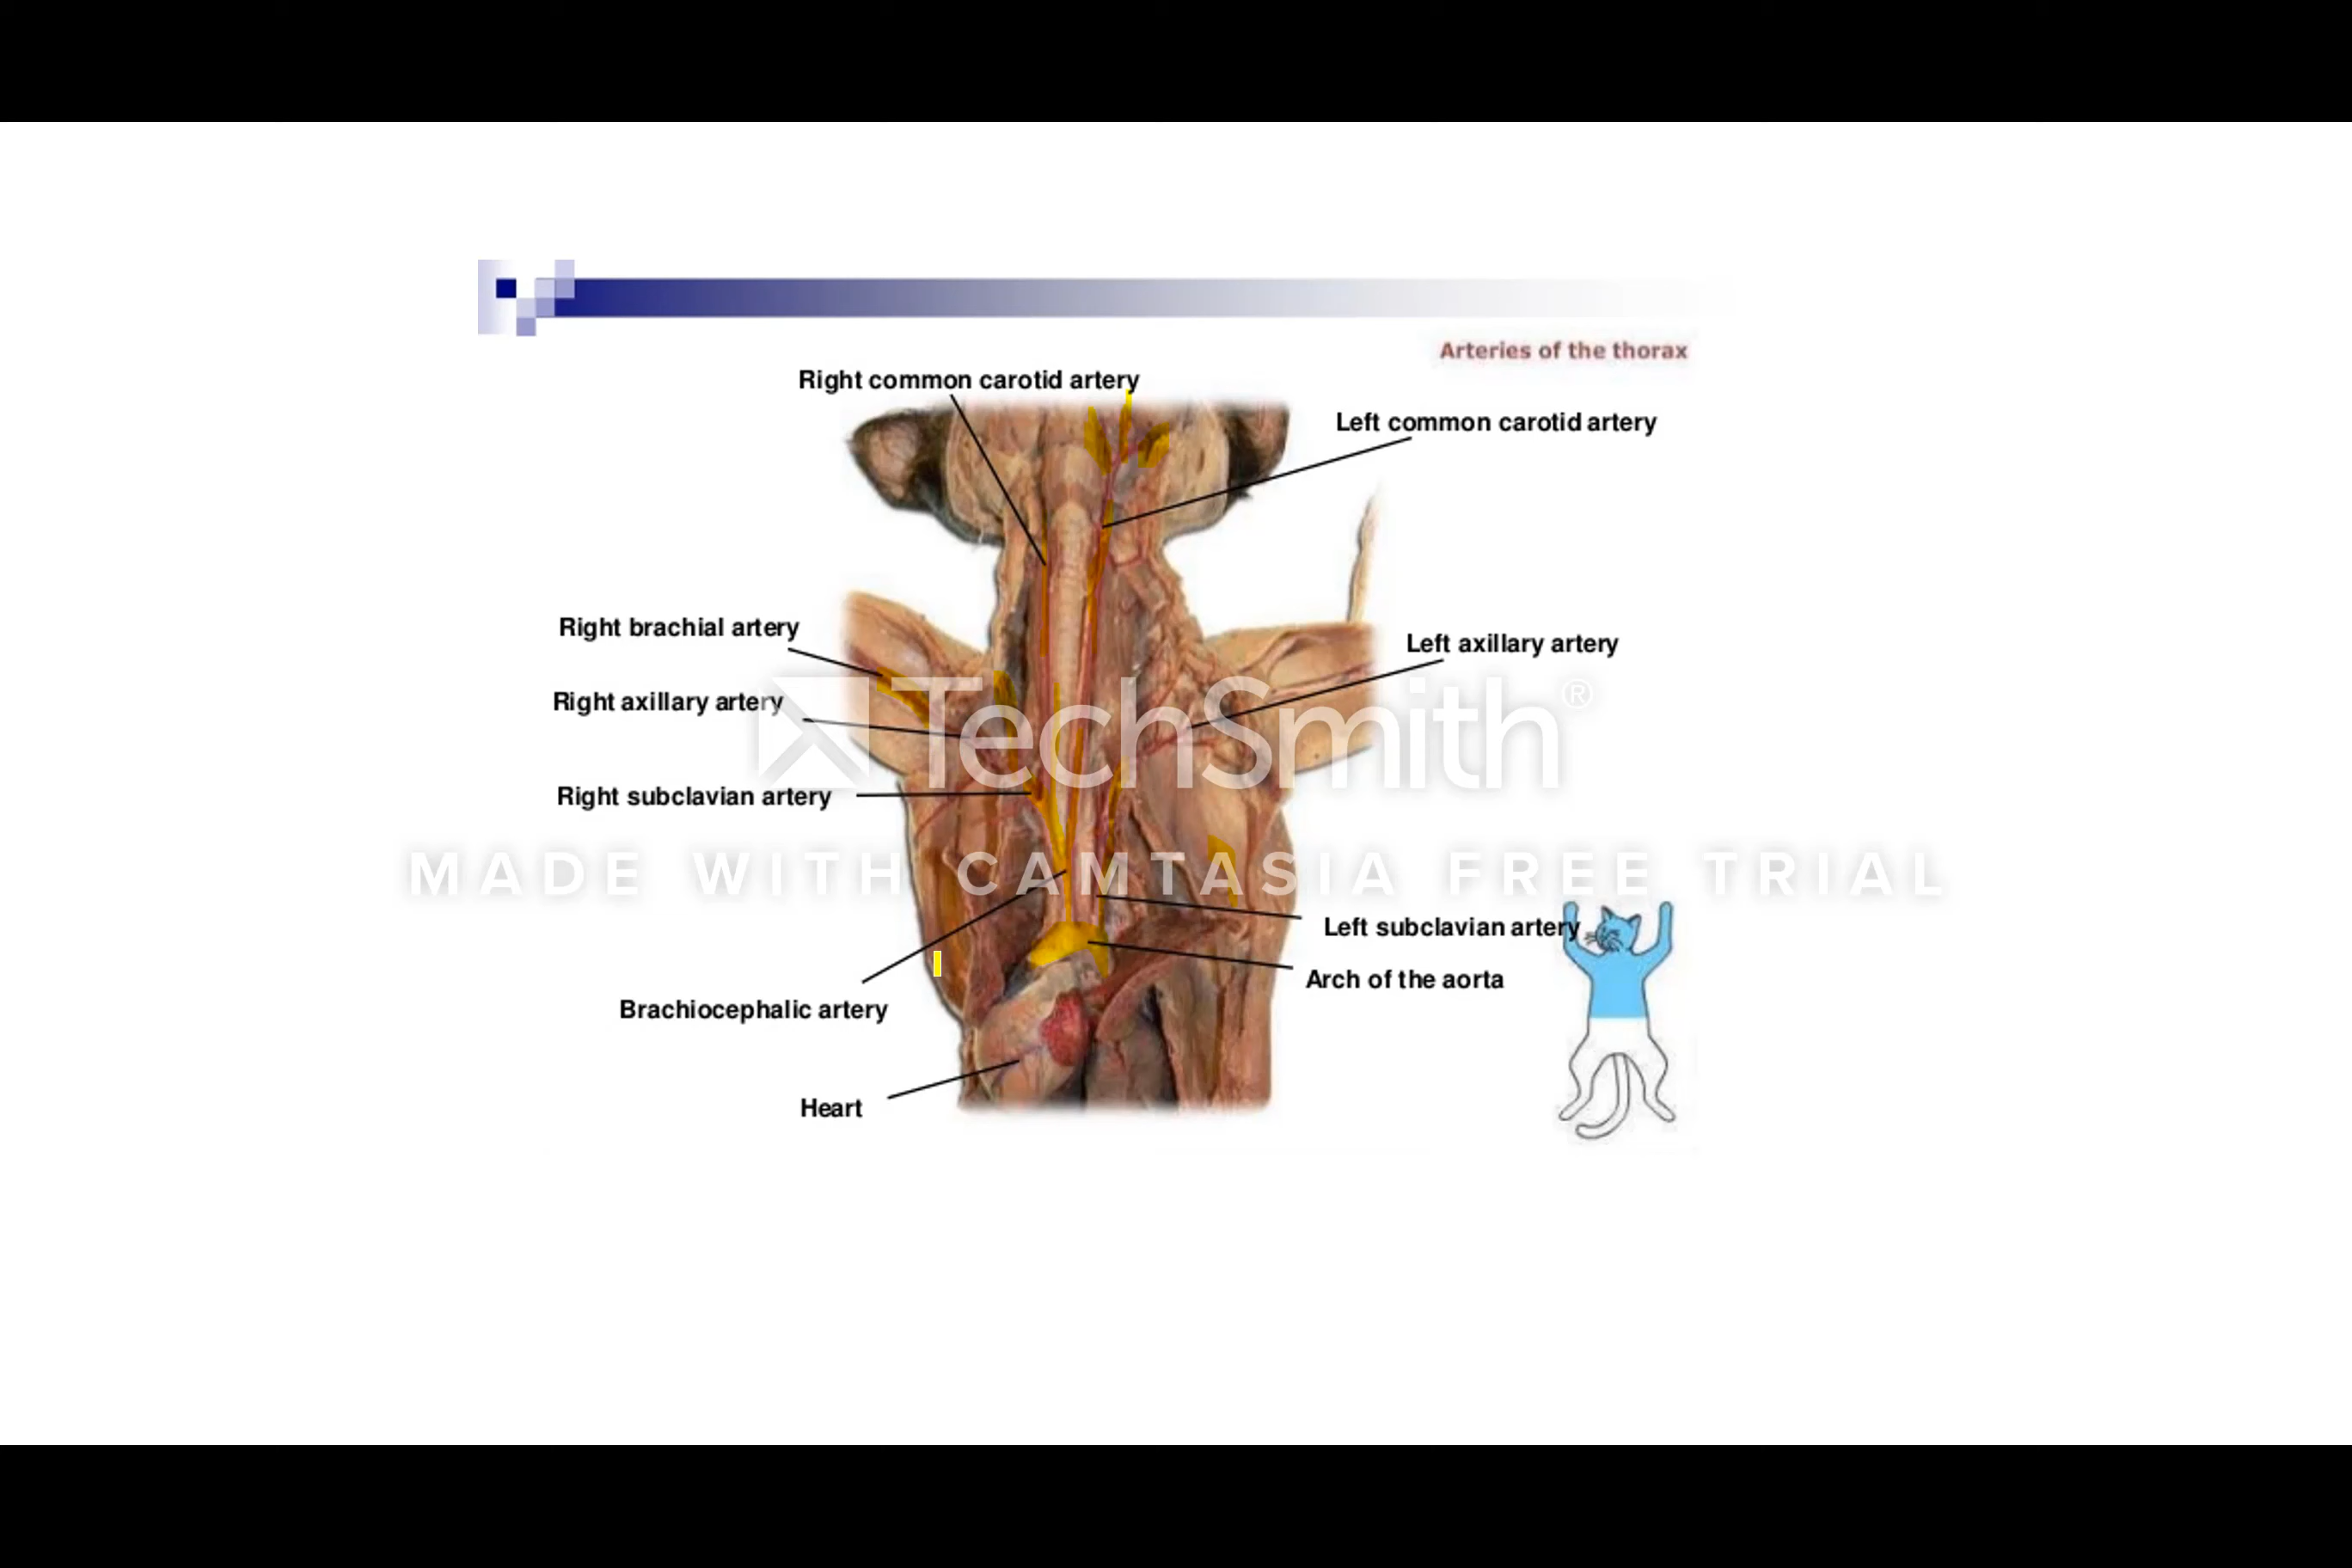 Arteries of the thorax
Right common carotid artery
Left common carotid artery
Right brachial artery
Left axillary artery
Right axillary artery
TechSmith®
Right subclavian artery
MADE WITH CAMTASIA FREE TRIAL
Left subclavian artery
Arch of the aorta
Brachiocephalic artery
Heart